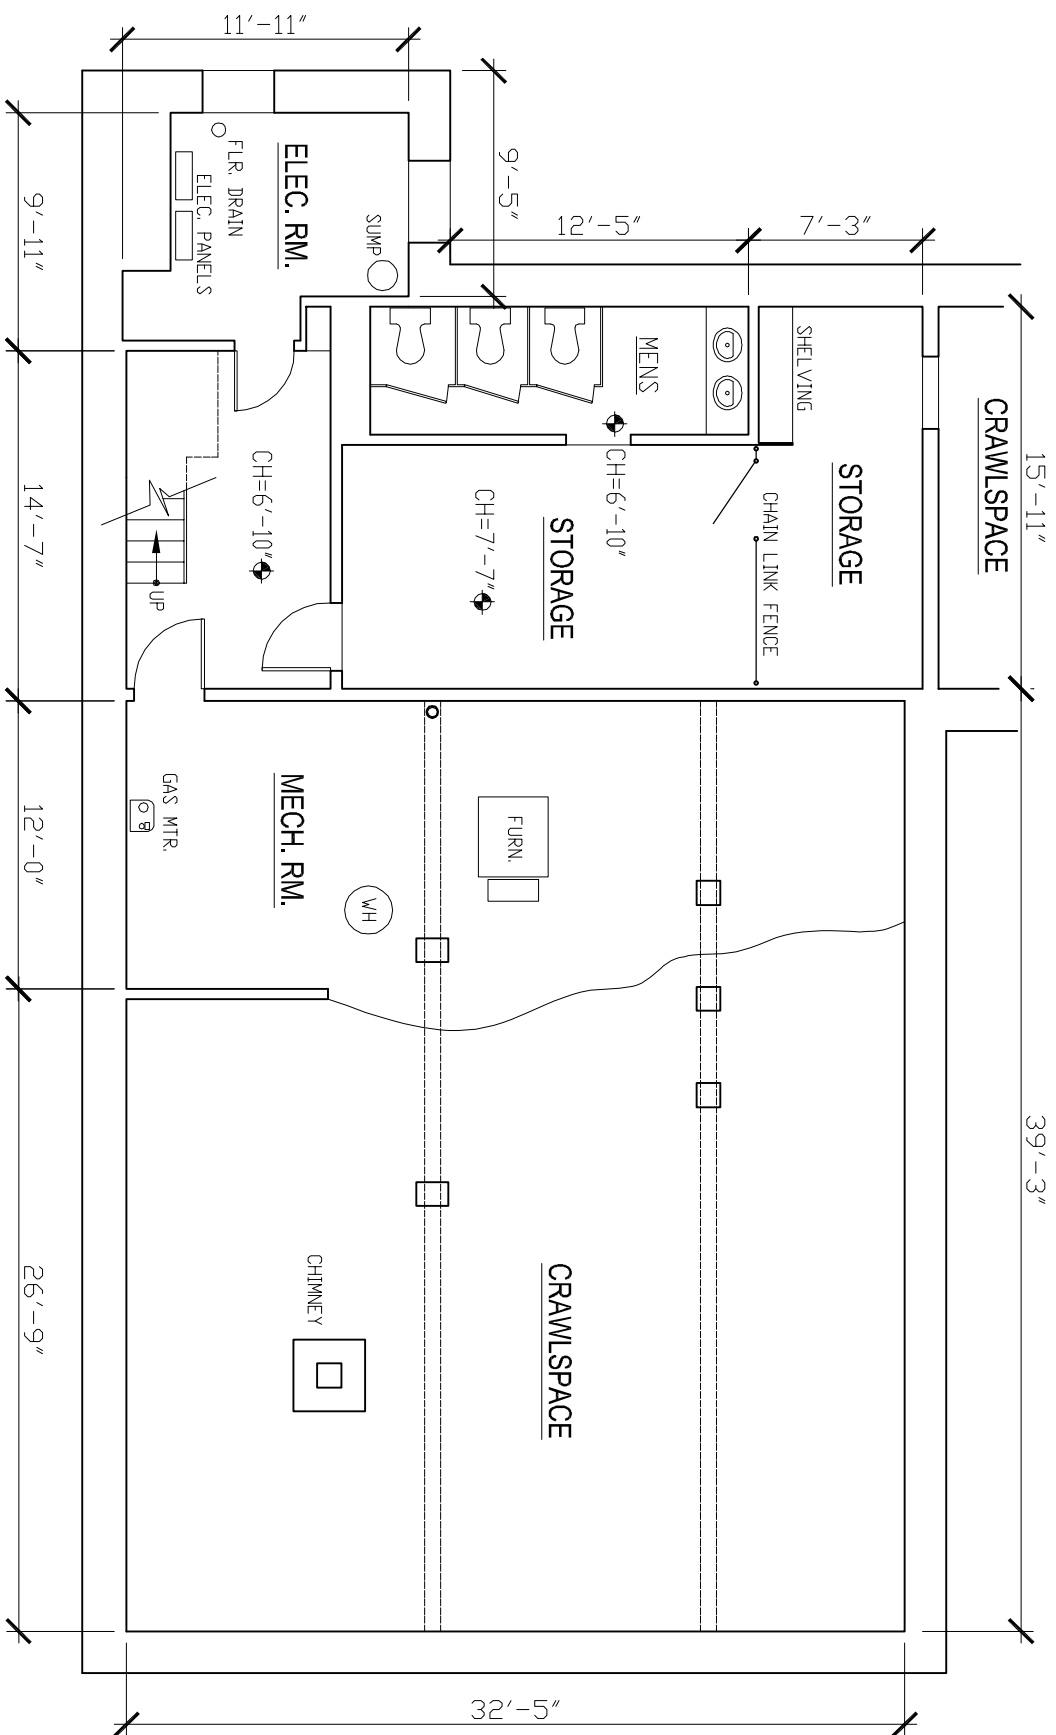 11'-11"
9'-5"
12'-5"
7'-3"
15'-11"
CRAWLSPACE
39'-3"
9'-11"
14'-7"
12'-0"
26'-9"
32'-5"
ELEC. RM.
FLR. DRAIN
ELEC. PANELS
SUMP
MENS
SHELVING
STORAGE
CHAIN LINK FENCE
CH=6'-10"
STORAGE
CH=7'-7"
CH=6'-10"
UP
MECH. RM.
GAS MTR.
FURN.
WH
CRAWLSPACE
CHIMNEY